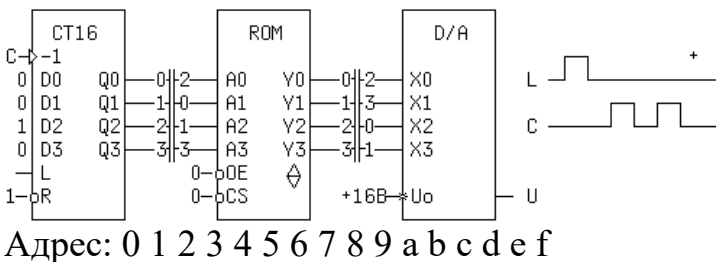 CT16 ROM D/A
C -1 +
0 D0 Q0 0 2 A0 Y0 0 2 X0 L
0 D1 Q1 1 0 A1 Y1 1 3 X1
1 D2 Q2 2 1 A2 Y2 2 0 X2 C
0 D3 Q3 3 3 A3 Y3 3 1 X3
L 0 OE
1 R 0 CS +16В Uo U
Адрес: 0 1 2 3 4 5 6 7 8 9 a b c d e f